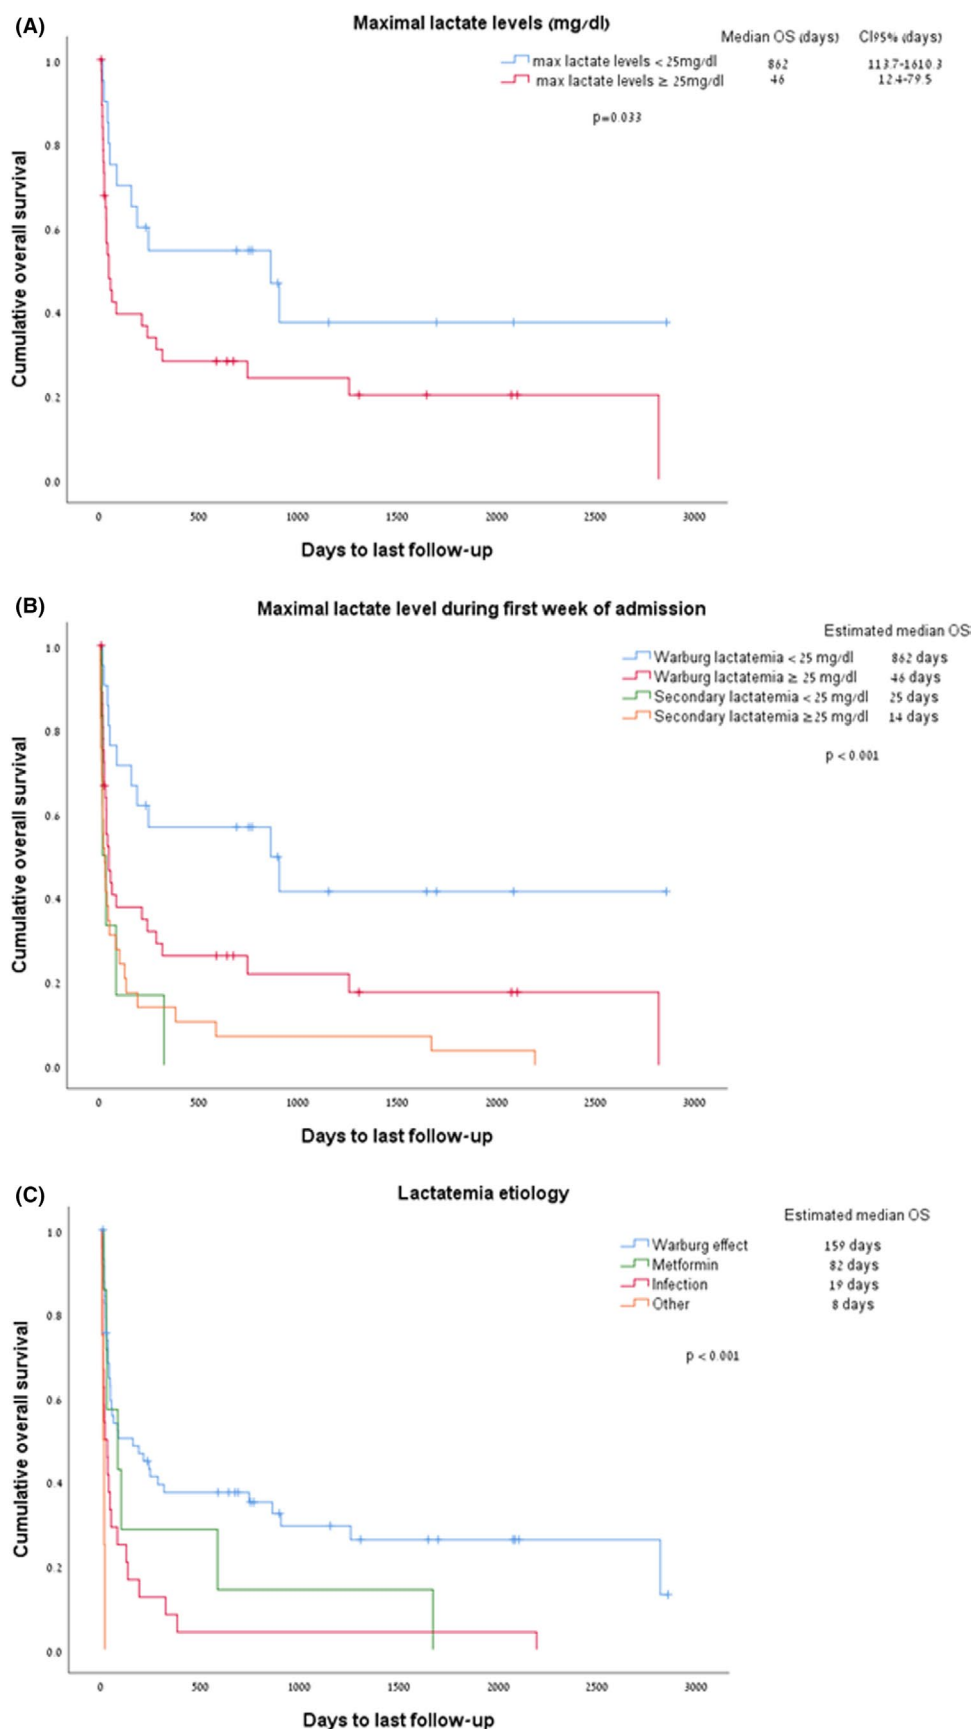 (A)
Maximal lactate levels (mg/dl)
Median OS (days) CI95% (days)
max lactate levels < 25mg/dl 862 113.7-1610.3
max lactate levels ≥ 25mg/dl 46 12.4-79.5
p=0.033
Cumulative overall survival
1.0
0.8
0.6
0.4
0.2
0.0
0 500 1000 1500 2000 2500 3000
Days to last follow-up
(B)
Maximal lactate level during first week of admission
Estimated median OS
Warburg lactatemia < 25 mg/dl 862 days
Warburg lactatemia ≥ 25 mg/dl 46 days
Secondary lactatemia < 25 mg/dl 25 days
Secondary lactatemia ≥25 mg/dl 14 days
p < 0.001
Cumulative overall survival
1.0
0.8
0.6
0.4
0.2
0.0
0 500 1000 1500 2000 2500 3000
Days to last follow-up
(C)
Lactatemia etiology
Estimated median OS
Warburg effect 159 days
Metformin 82 days
Infection 19 days
Other 8 days
p < 0.001
Cumulative overall survival
1.0
0.8
0.6
0.4
0.2
0.0
0 500 1000 1500 2000 2500 3000
Days to last follow-up